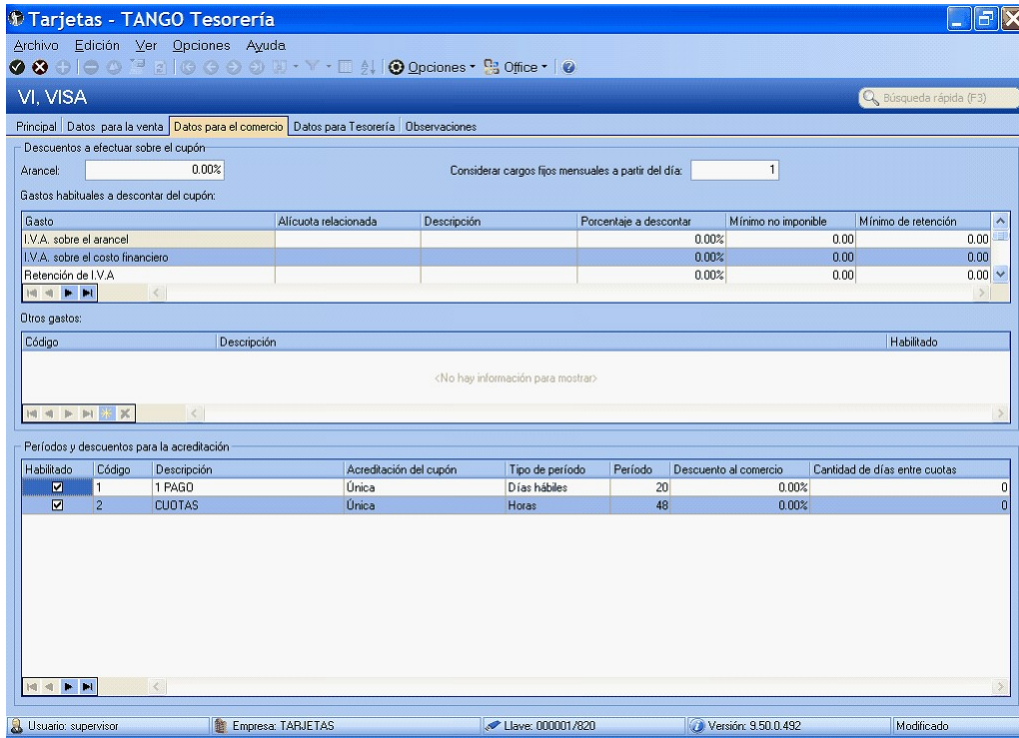 Tarjetas - TANGO Tesorería
Archivo Edición Ver Opciones Ayuda
Opciones Office
VI, VISA Búsqueda rápida (F3)
Principal Datos para la venta Datos para el comercio Datos para Tesorería Observaciones
Descuentos a efectuar sobre el cupón
Arancel: 0.00% Considerar cargos fijos mensuales a partir del día: 1
Gastos habituales a descontar del cupón:
Gasto Alícuota relacionada Descripción Porcentaje a descontar Mínimo no imponible Mínimo de retención
I.V.A. sobre el arancel 0.00% 0.00 0.00
I.V.A. sobre el costo financiero 0.00% 0.00 0.00
Retención de I.V.A 0.00% 0.00 0.00
Otros gastos:
Código Descripción Habilitado
<No hay información para mostrar>
Períodos y descuentos para la acreditación
Habilitado Código Descripción Acreditación del cupón Tipo de período Período Descuento al comercio Cantidad de días entre cuotas
1 1 PAGO Única Días hábiles 20 0.00% 0
2 CUOTAS Única Horas 48 0.00% 0
Usuario: supervisor Empresa: TARJETAS Llave: 000001/820 Versión: 9.50.0.492 Modificado